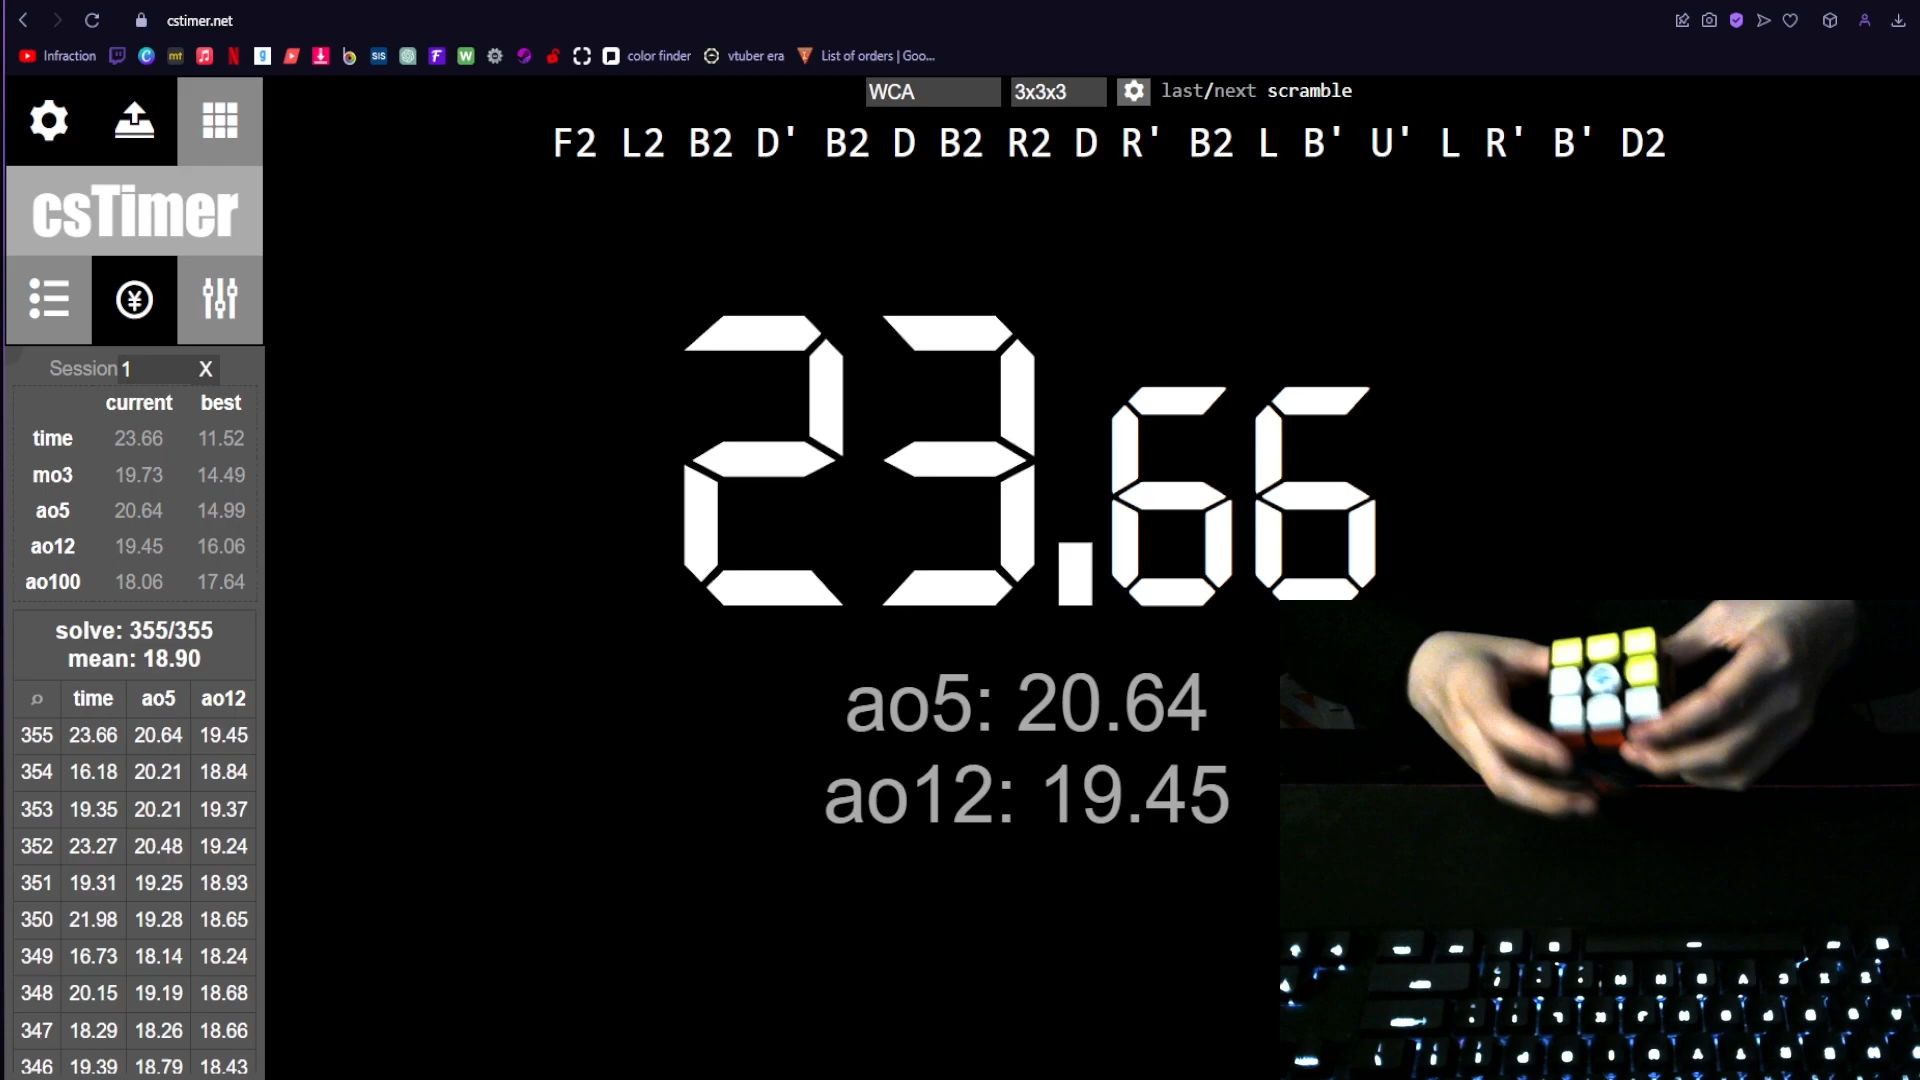 cstimer.net
Infraction
mt
g
SIS
F
W
color finder
vtuber era
List of orders | Goo...
WCA
3x3x3
last/next scramble
F2 L2 B2 D' B2 D B2 R2 D R' B2 L B' U' L R' B' D2
csTimer
Session 1 X
current best
time 23.66 11.52
mo3 19.73 14.49
ao5 20.64 14.99
ao12 19.45 16.06
ao100 18.06 17.64
solve: 355/355
mean: 18.90
time ao5 ao12
355 23.66 20.64 19.45
354 16.18 20.21 18.84
353 19.35 20.21 19.37
352 23.27 20.48 19.24
351 19.31 19.25 18.93
350 21.98 19.28 18.65
349 16.73 18.14 18.24
348 20.15 19.19 18.68
347 18.29 18.26 18.66
346 19.39 18.79 18.43
23.66
ao5: 20.64
ao12: 19.45